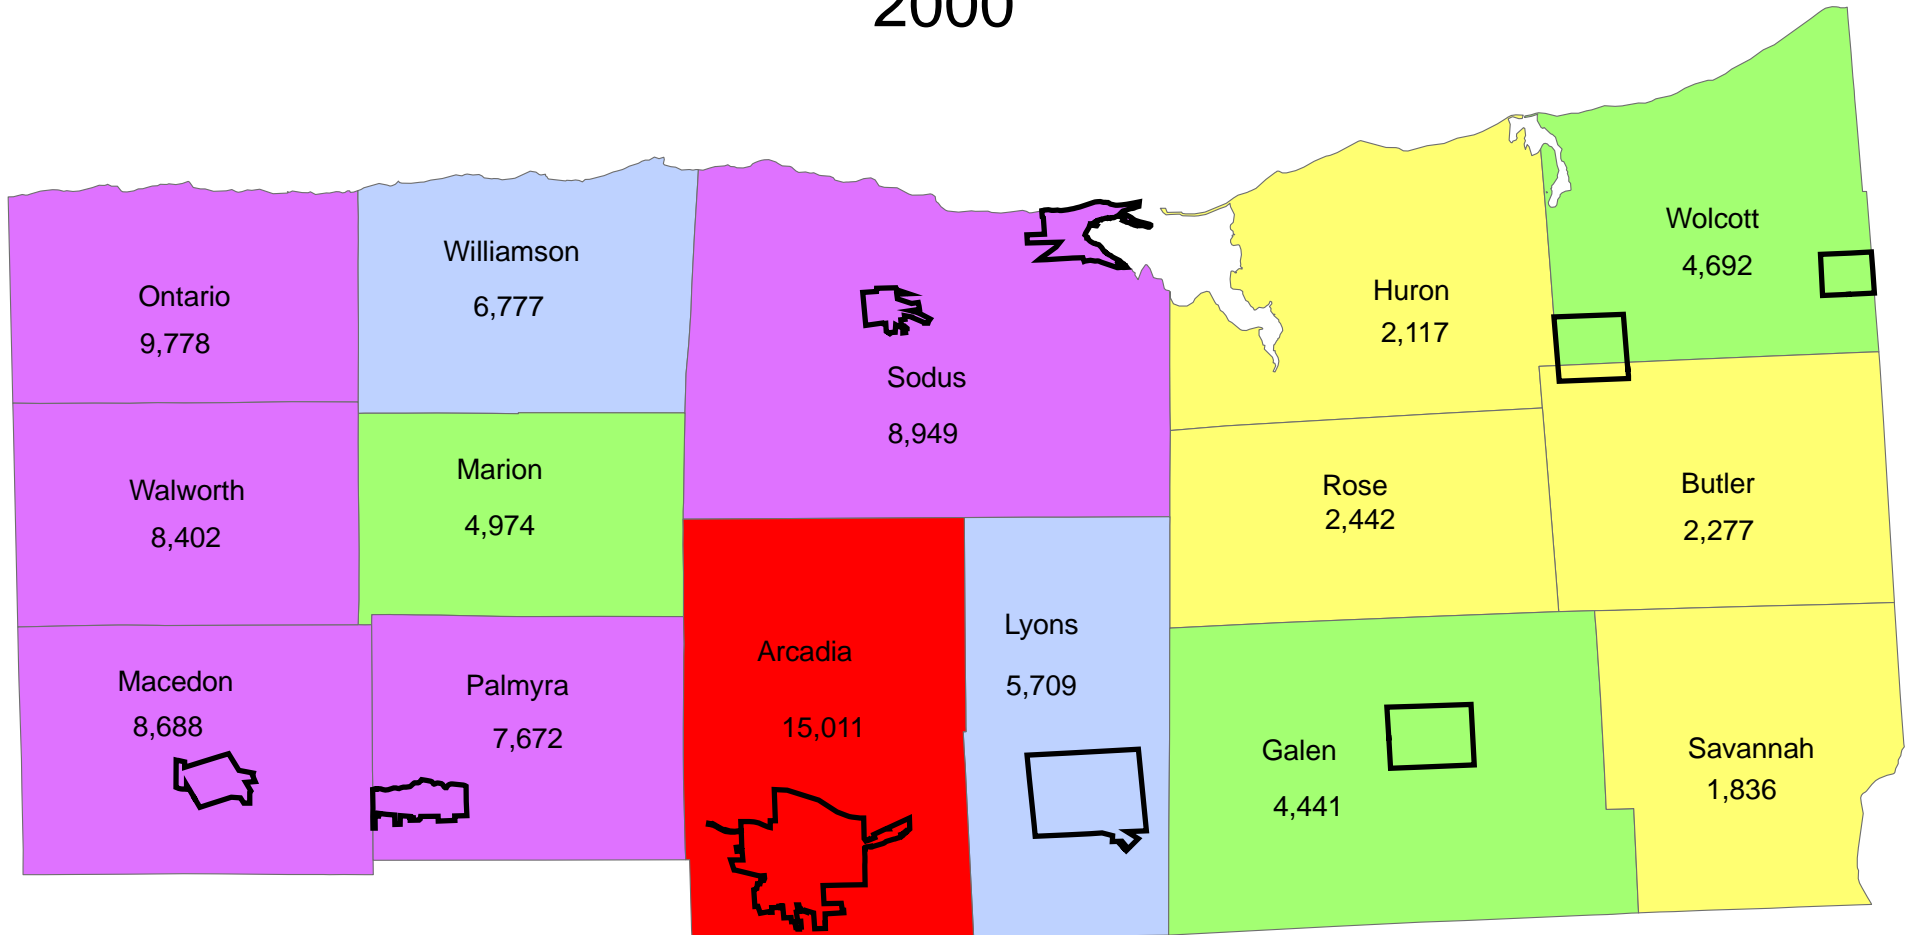 2000
Ontario
9,778
Williamson
6,777
Sodus
8,949
Huron
2,117
Wolcott
4,692
Walworth
8,402
Marion
4,974
Rose
2,442
Butler
2,277
Macedon
8,688
Palmyra
7,672
Arcadia
15,011
Lyons
5,709
Galen
4,441
Savannah
1,836